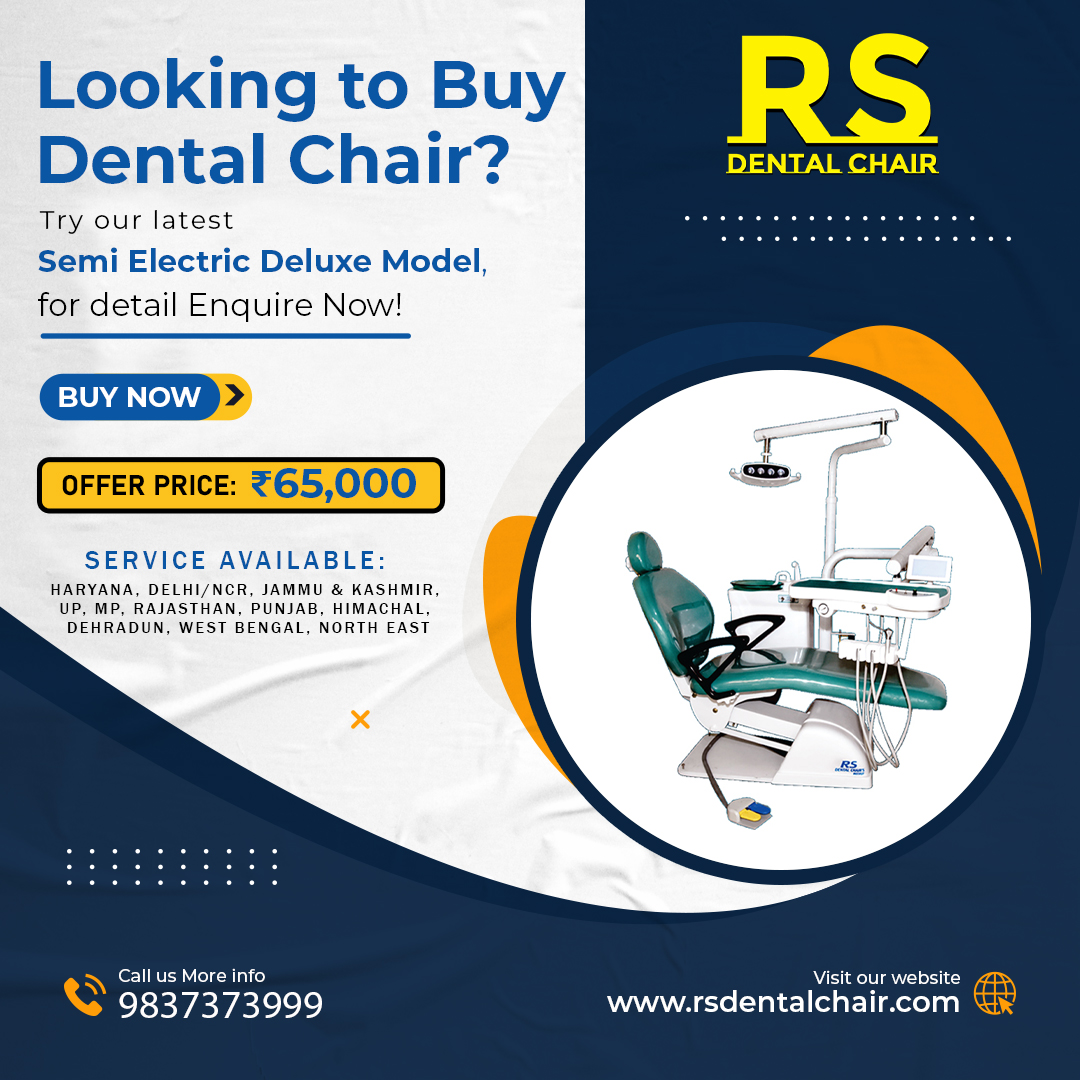 Looking to Buy
Dental Chair?
Try our latest
Semi Electric Deluxe Model,
for detail Enquire Now!
BUY NOW
OFFER PRICE: ₹65,000
SERVICE AVAILABLE:
HARYANA, DELHI/NCR, JAMMU & KASHMIR,
UP, MP, RAJASTHAN, PUNJAB, HIMACHAL,
DEHRADUN, WEST BENGAL, NORTH EAST
RS
DENTAL CHAIR
RS
DENTAL CHAIR'S
Call us More info
9837373999
Visit our website
www.rsdentalchair.com